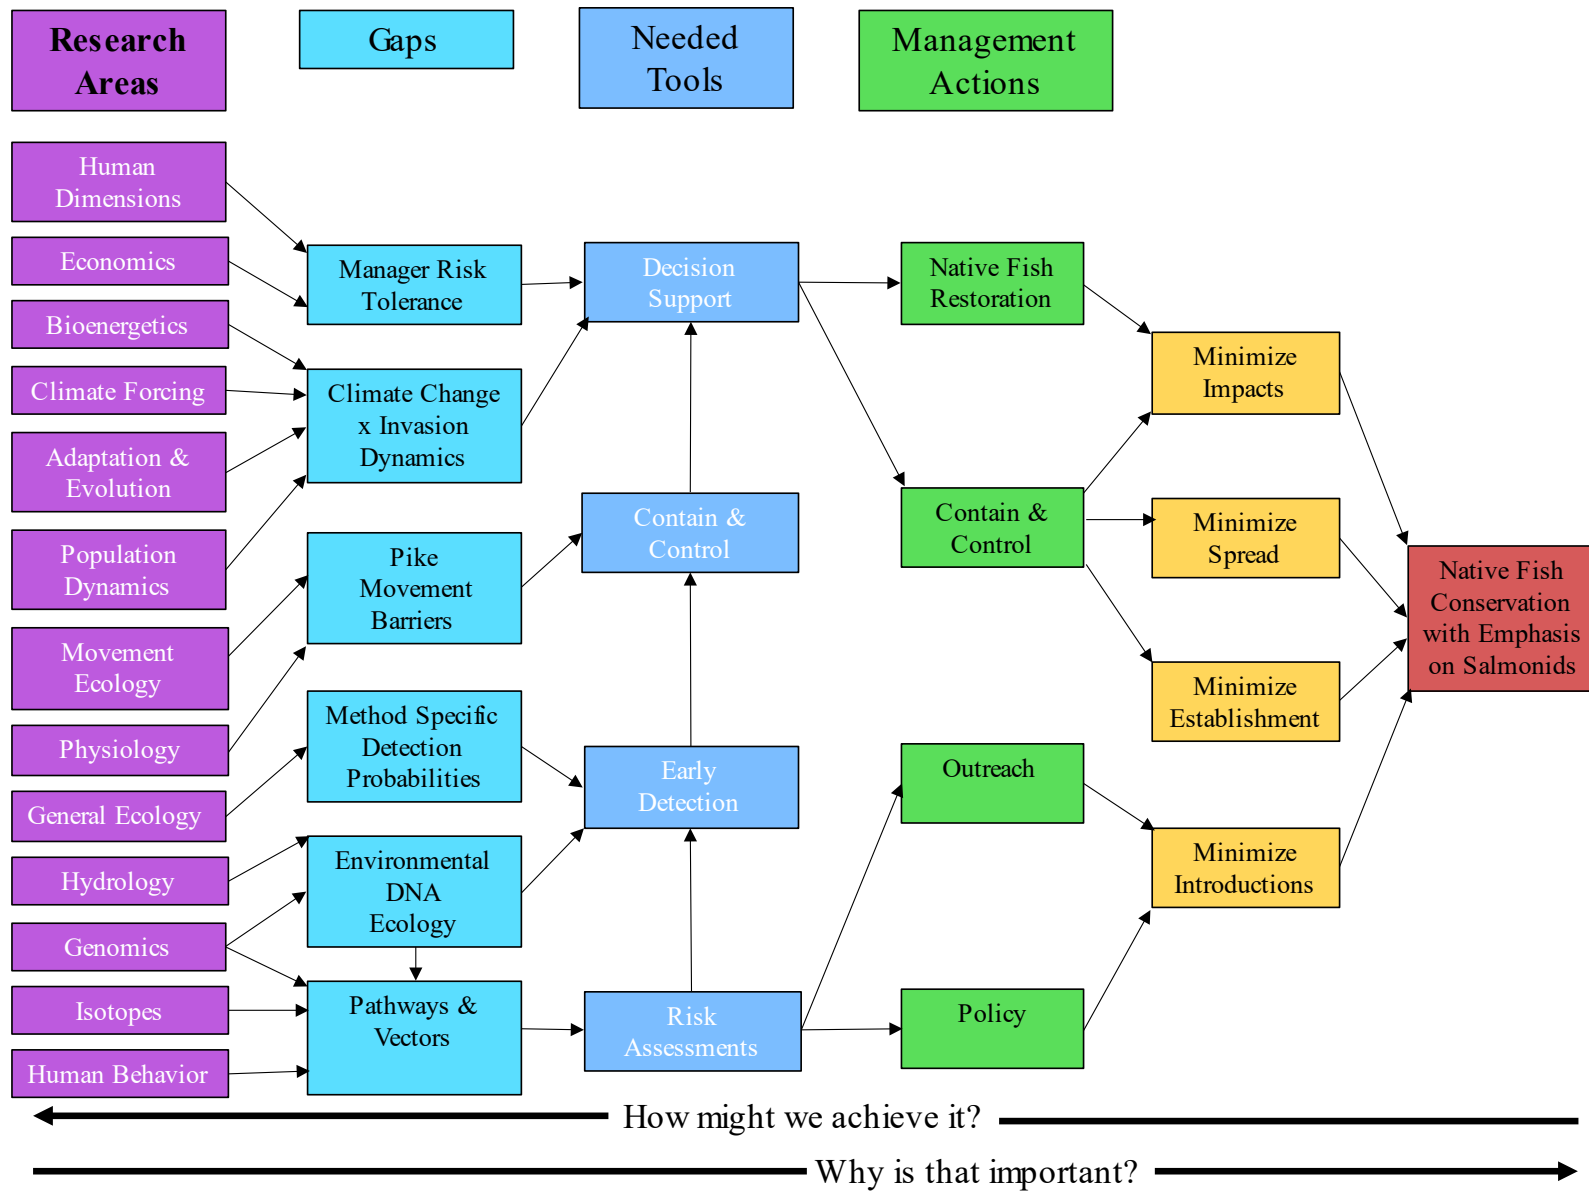 Research
Areas
Gaps
Needed
Tools
Management
Actions
Human
Dimensions
Economics
Bioenergetics
Climate Forcing
Adaptation &
Evolution
Population
Dynamics
Movement
Ecology
Physiology
General Ecology
Hydrology
Genomics
Isotopes
Human Behavior
Manager Risk
Tolerance
Climate Change
x Invasion
Dynamics
Pike
Movement
Barriers
Method Specific
Detection
Probabilities
Environmental
DNA
Ecology
Pathways &
Vectors
Decision
Support
Contain &
Control
Early
Detection
Risk
Assessments
Native Fish
Restoration
Contain &
Control
Outreach
Policy
Minimize
Impacts
Minimize
Spread
Minimize
Establishment
Minimize
Introductions
Native Fish
Conservation
with Emphasis
on Salmonids
How might we achieve it?
Why is that important?